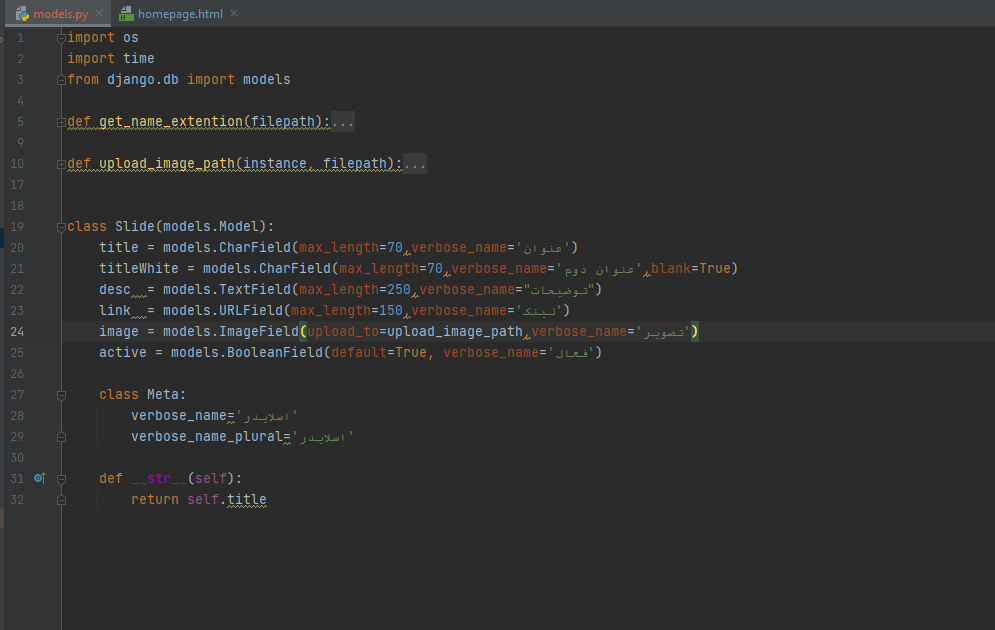 models.py
homepage.html
1 import os
2 import time
3 from django.db import models
4
5 def get_name_extention(filepath):...
9
10 def upload_image_path(instance, filepath):...
17
18
19 class Slide(models.Model):
20 title = models.CharField(max_length=70,verbose_name='عنوان')
21 titleWhite = models.CharField(max_length=70,verbose_name='عنوان دوم',blank=True)
22 desc  = models.TextField(max_length=250,verbose_name="توضیحات")
23 link  = models.URLField(max_length=150,verbose_name='لینک')
24 image = models.ImageField(upload_to=upload_image_path,verbose_name='تصویر')
25 active = models.BooleanField(default=True, verbose_name='فعال')
26
27 class Meta:
28 verbose_name='اسلایدر'
29 verbose_name_plural='اسلایدر'
30
31 def __str__(self):
32 return self.title